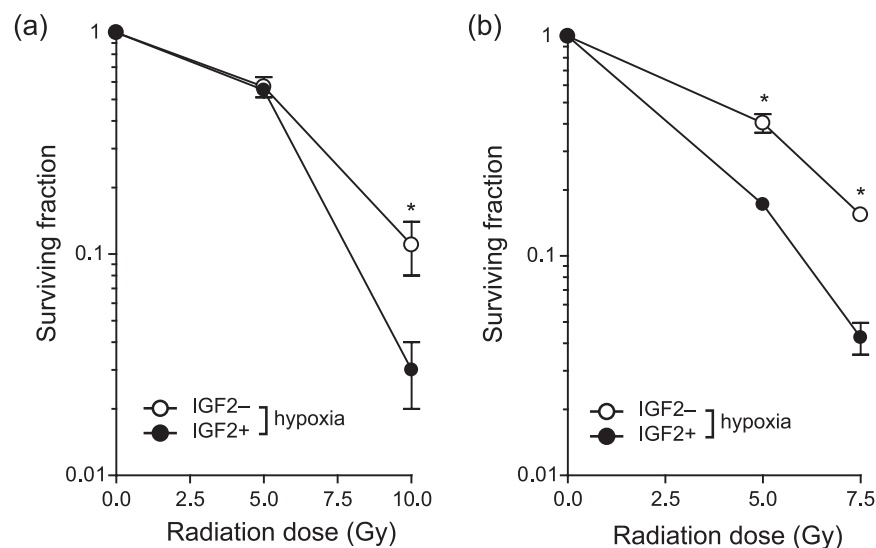 (a)
1
0.1
0.01
Surviving fraction
*
IGF2–
IGF2+
hypoxia
0.0 2.5 5.0 7.5 10.0
Radiation dose (Gy)
(b)
1
0.1
0.01
Surviving fraction
*
*
IGF2–
IGF2+
hypoxia
0.0 2.5 5.0 7.5
Radiation dose (Gy)